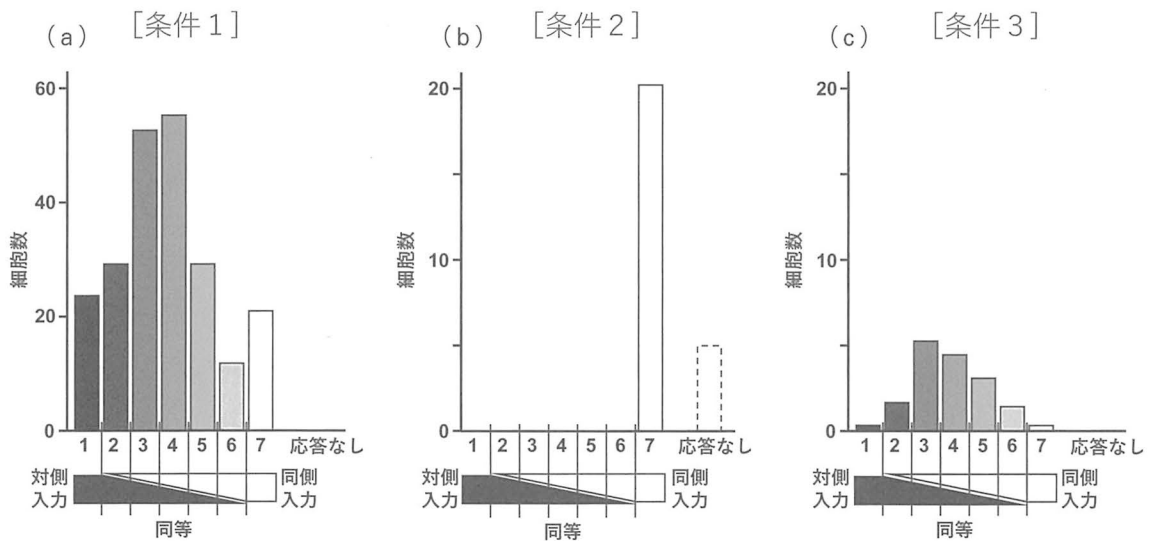 (a) [条件1]
60
40
20
0
細胞数
1 2 3 4 5 6 7 応答なし
対側入力
同側入力
同等
(b) [条件2]
20
10
0
細胞数
1 2 3 4 5 6 7 応答なし
対側入力
同側入力
同等
(c) [条件3]
20
10
0
細胞数
1 2 3 4 5 6 7 応答なし
対側入力
同側入力
同等